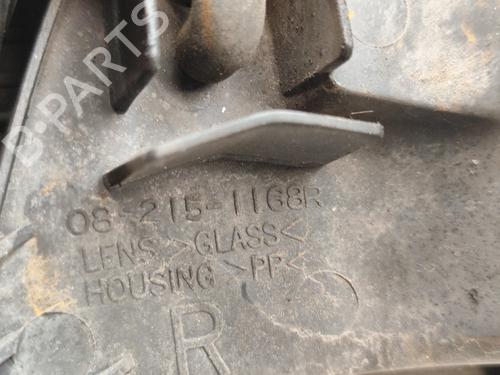 B-PARTS
08-215-1168R
LENS >GLASS<
HOUSING >PP<
R